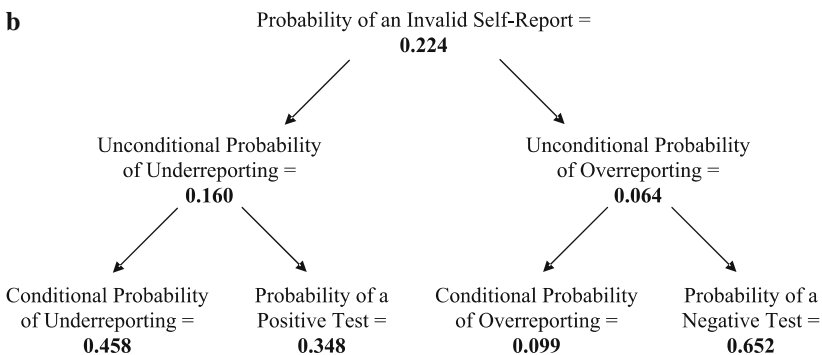 b
Probability of an Invalid Self-Report =
0.224
Unconditional Probability
of Underreporting =
0.160
Unconditional Probability
of Overreporting =
0.064
Conditional Probability
of Underreporting =
0.458
Probability of a
Positive Test =
0.348
Conditional Probability
of Overreporting =
0.099
Probability of a
Negative Test =
0.652